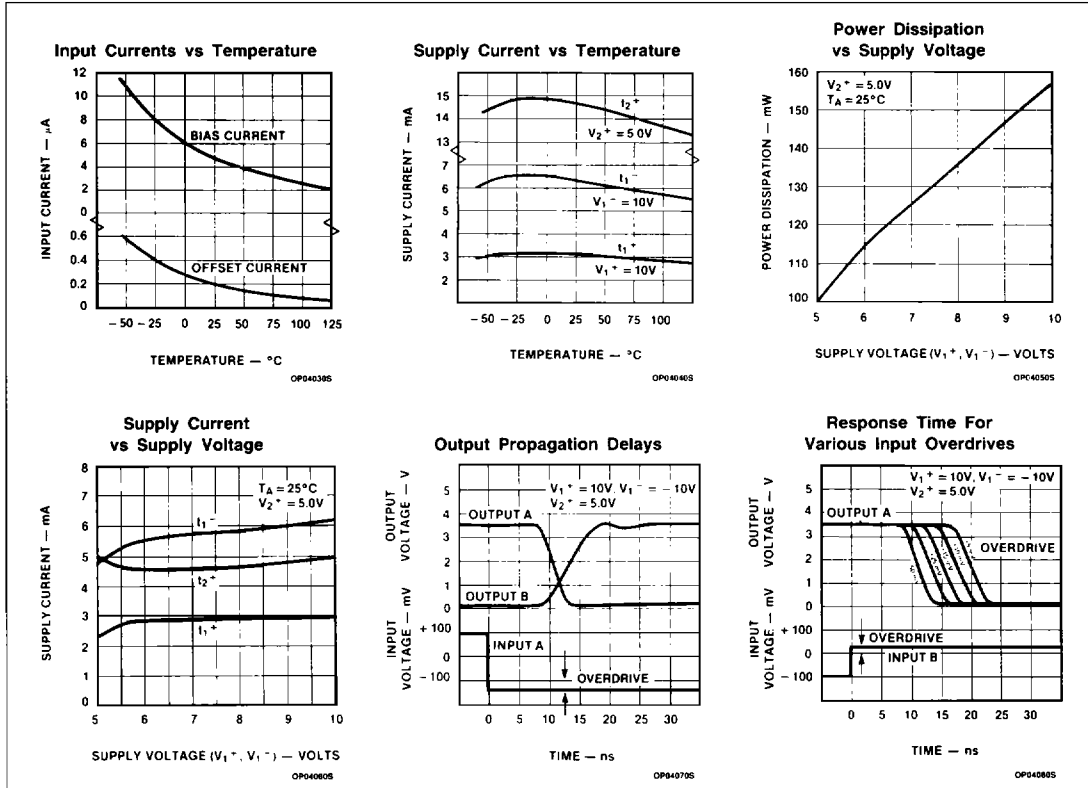 Input Currents vs Temperature
12
10
8
6
4
2
0
0.6
0.4
0.2
0
INPUT CURRENT — μA
BIAS CURRENT
OFFSET CURRENT
-50 -25 0 25 50 75 100 125
TEMPERATURE — °C
OP04030S
Supply Current vs Temperature
15
14
13
7
6
5
4
3
2
SUPPLY CURRENT — mA
I₂⁺
V₂⁺ = 5.0V
I₁⁻
V₁⁻ = 10V
I₁⁺
V₁⁺ = 10V
-50 -25 0 25 50 75 100
TEMPERATURE — °C
OP04040S
Power Dissipation
vs Supply Voltage
160
150
140
130
120
110
100
POWER DISSIPATION — mW
V₂⁺ = 5.0V
T_A = 25°C
5 6 7 8 9 10
SUPPLY VOLTAGE (V₁⁺, V₁⁻) — VOLTS
OP04050S
Supply Current
vs Supply Voltage
8
7
6
5
4
3
2
1
0
SUPPLY CURRENT — mA
T_A = 25°C
V₂⁺ = 5.0V
I₁⁻
I₂⁺
I₁⁺
5 6 7 8 9 10
SUPPLY VOLTAGE (V₁⁺, V₁⁻) — VOLTS
OP04060S
Output Propagation Delays
OUTPUT VOLTAGE — V
5
4
3
2
1
0
V₁⁺ = 10V, V₁⁻ = -10V
V₂⁺ = 5.0V
OUTPUT A
OUTPUT B
INPUT VOLTAGE — mV
+100
0
-100
INPUT A
OVERDRIVE
0 5 10 15 20 25 30
TIME — ns
OP04070S
Response Time For
Various Input Overdrives
OUTPUT VOLTAGE — V
5
4
3
2
1
0
V₁⁺ = 10V, V₁⁻ = -10V
V₂⁺ = 5.0V
OUTPUT A
OVERDRIVE
INPUT VOLTAGE — mV
+100
0
-100
OVERDRIVE
INPUT B
0 5 10 15 20 25 30
TIME — ns
OP04080S